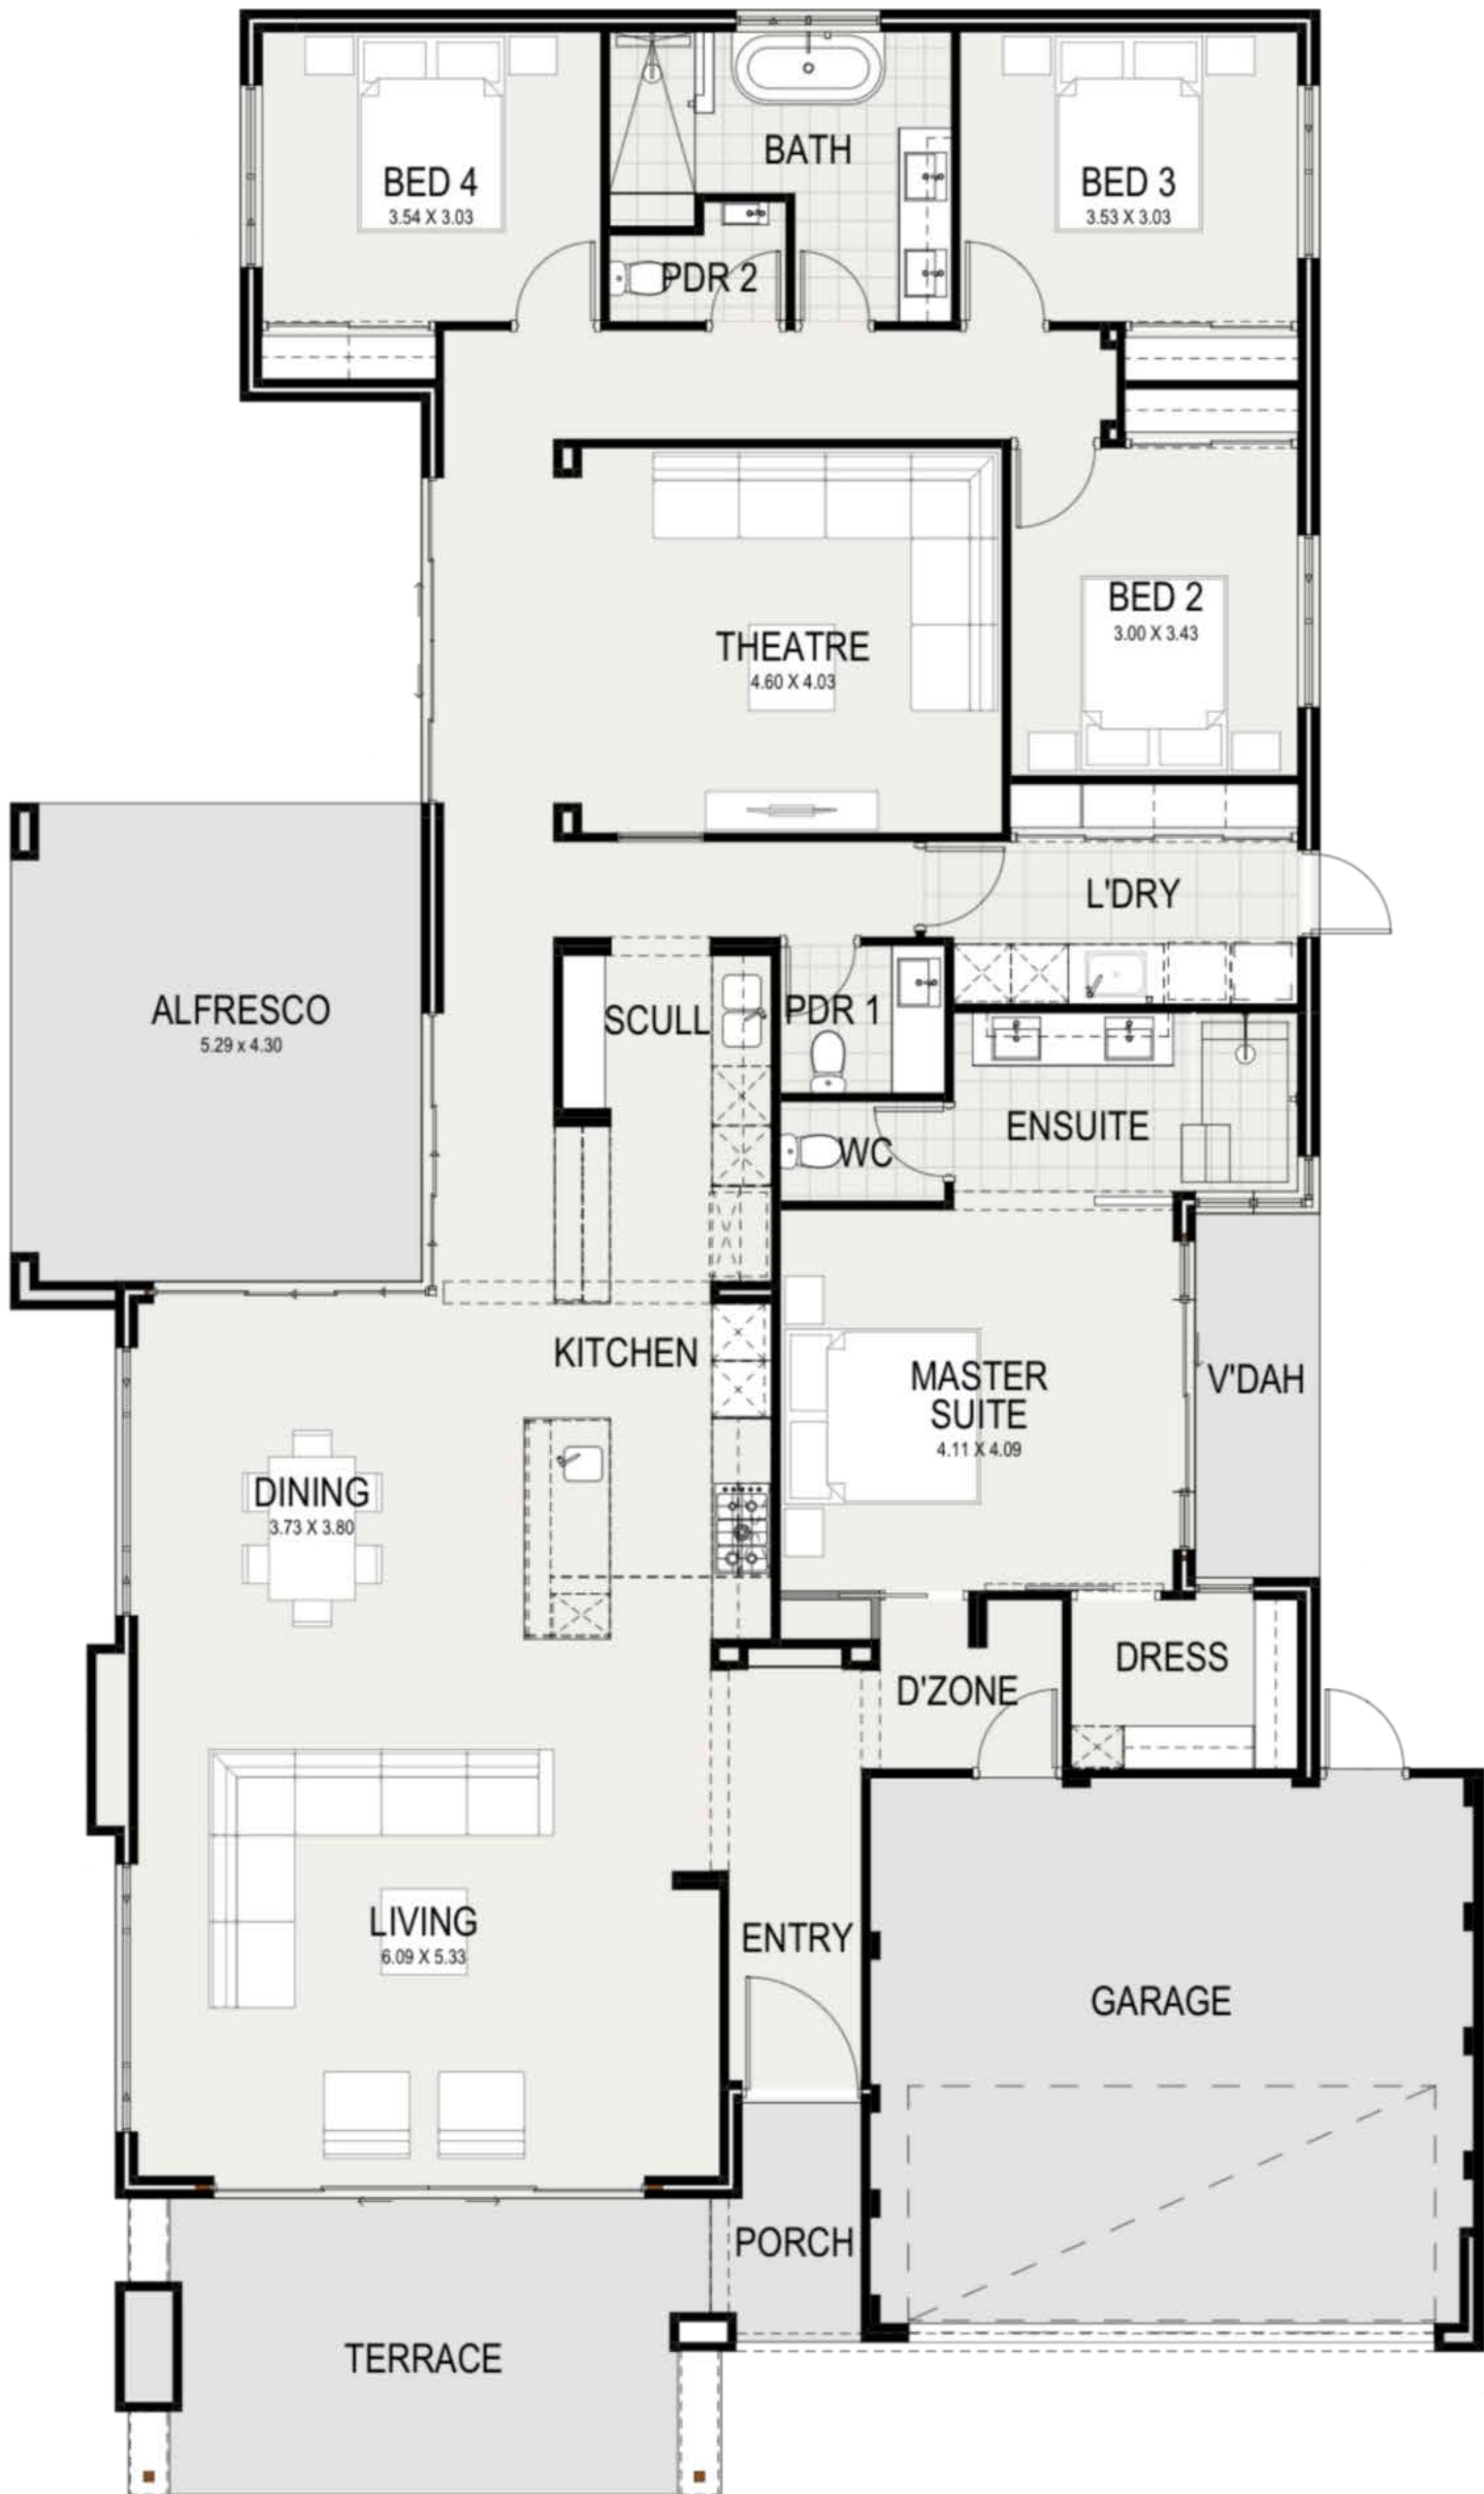 BED 4
3.54 X 3.03
BATH
BED 3
3.53 X 3.03
PDR 2
BED 2
3.00 X 3.43
THEATRE
4.60 X 4.03
L'DRY
ALFRESCO
5.29 x 4.30
SCULL
PDR 1
ENSUITE
WC
KITCHEN
MASTER
SUITE
4.11 X 4.09
V'DAH
DINING
3.73 X 3.80
DRESS
D'ZONE
LIVING
6.09 X 5.33
ENTRY
GARAGE
PORCH
TERRACE